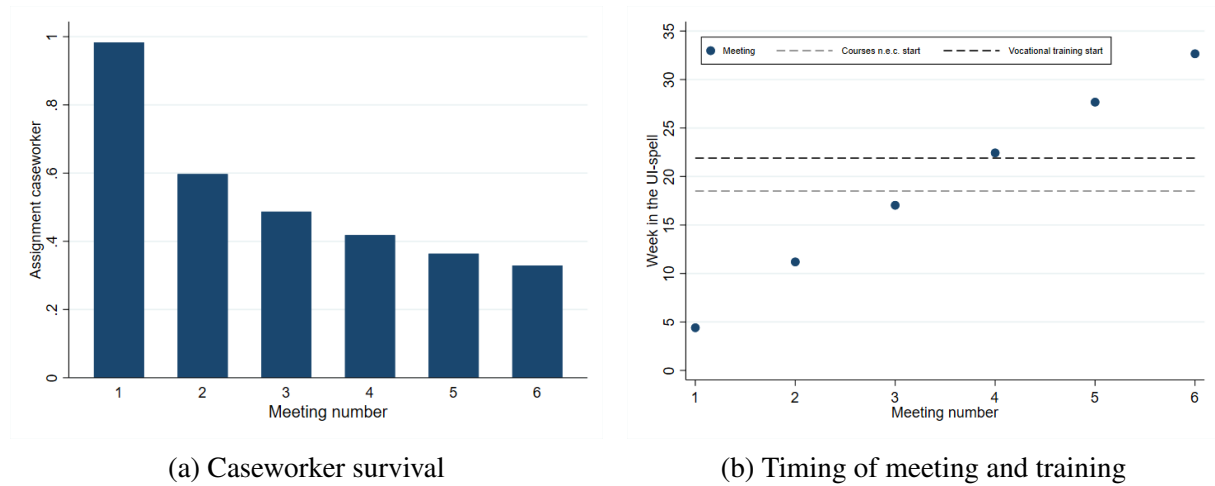 Assignment caseworker
1
.8
.6
.4
.2
0
1 2 3 4 5 6
Meeting number
(a) Caseworker survival
Week in the UI-spell
35
30
25
20
15
10
5
0
Meeting Courses n.e.c. start Vocational training start
1 2 3 4 5 6
Meeting number
(b) Timing of meeting and training